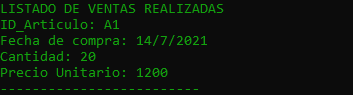 LISTADO DE VENTAS REALIZADAS
ID_Articulo: A1
Fecha de compra: 14/7/2021
Cantidad: 20
Precio Unitario: 1200
-------------------------